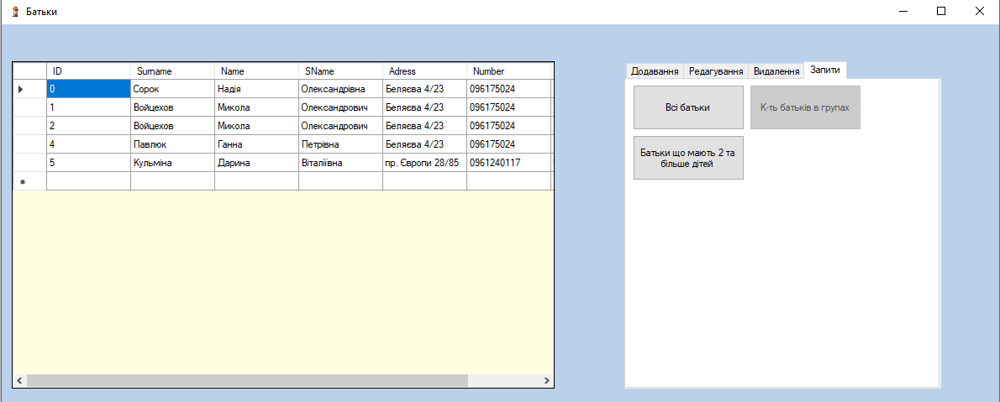 Батьки
ID Surname Name SName Adress Number
0 Сорок Надія Олександрівна Беляєва 4/23 096175024
1 Войцехов Микола Олександрович Беляєва 4/23 096175024
2 Войцехов Микола Олександрович Беляєва 4/23 096175024
4 Павлюк Ганна Петрівна Беляєва 4/23 096175024
5 Кульміна Дарина Віталіївна пр. Європи 28/85 0961240117
Додавання Редагування Видалення Запити
Всі батьки К-ть батьків в групах
Батьки що мають 2 та
більше дітей